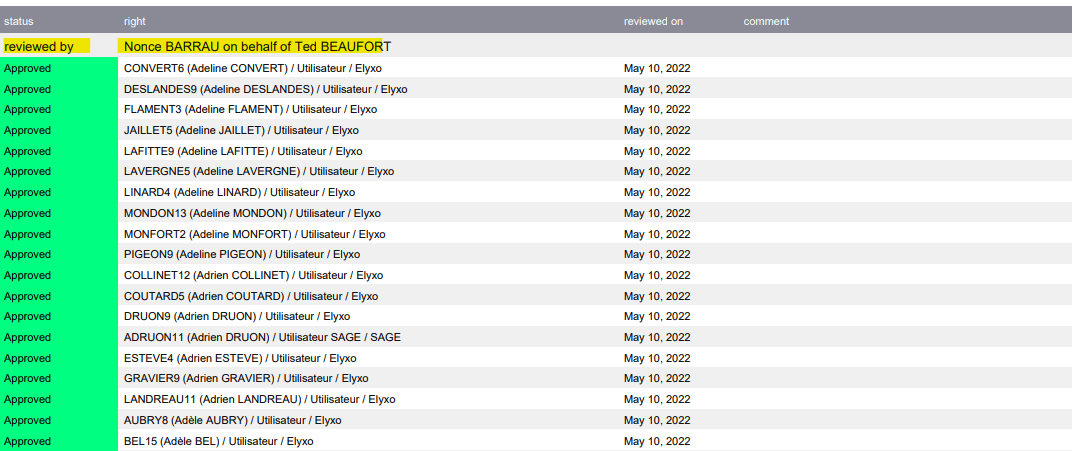 status right reviewed on comment
reviewed by Nonce BARRAU on behalf of Ted BEAUFORT
Approved CONVERT6 (Adeline CONVERT) / Utilisateur / Elyxo May 10, 2022
Approved DESLANDES9 (Adeline DESLANDES) / Utilisateur / Elyxo May 10, 2022
Approved FLAMENT3 (Adeline FLAMENT) / Utilisateur / Elyxo May 10, 2022
Approved JAILLET5 (Adeline JAILLET) / Utilisateur / Elyxo May 10, 2022
Approved LAFITTE9 (Adeline LAFITTE) / Utilisateur / Elyxo May 10, 2022
Approved LAVERGNE5 (Adeline LAVERGNE) / Utilisateur / Elyxo May 10, 2022
Approved LINARD4 (Adeline LINARD) / Utilisateur / Elyxo May 10, 2022
Approved MONDON13 (Adeline MONDON) / Utilisateur / Elyxo May 10, 2022
Approved MONFORT2 (Adeline MONFORT) / Utilisateur / Elyxo May 10, 2022
Approved PIGEON9 (Adeline PIGEON) / Utilisateur / Elyxo May 10, 2022
Approved COLLINET12 (Adrien COLLINET) / Utilisateur / Elyxo May 10, 2022
Approved COUTARD5 (Adrien COUTARD) / Utilisateur / Elyxo May 10, 2022
Approved DRUON9 (Adrien DRUON) / Utilisateur / Elyxo May 10, 2022
Approved ADRUON11 (Adrien DRUON) / Utilisateur SAGE / SAGE May 10, 2022
Approved ESTEVE4 (Adrien ESTEVE) / Utilisateur / Elyxo May 10, 2022
Approved GRAVIER9 (Adrien GRAVIER) / Utilisateur / Elyxo May 10, 2022
Approved LANDREAU11 (Adrien LANDREAU) / Utilisateur / Elyxo May 10, 2022
Approved AUBRY8 (Adèle AUBRY) / Utilisateur / Elyxo May 10, 2022
Approved BEL15 (Adèle BEL) / Utilisateur / Elyxo May 10, 2022